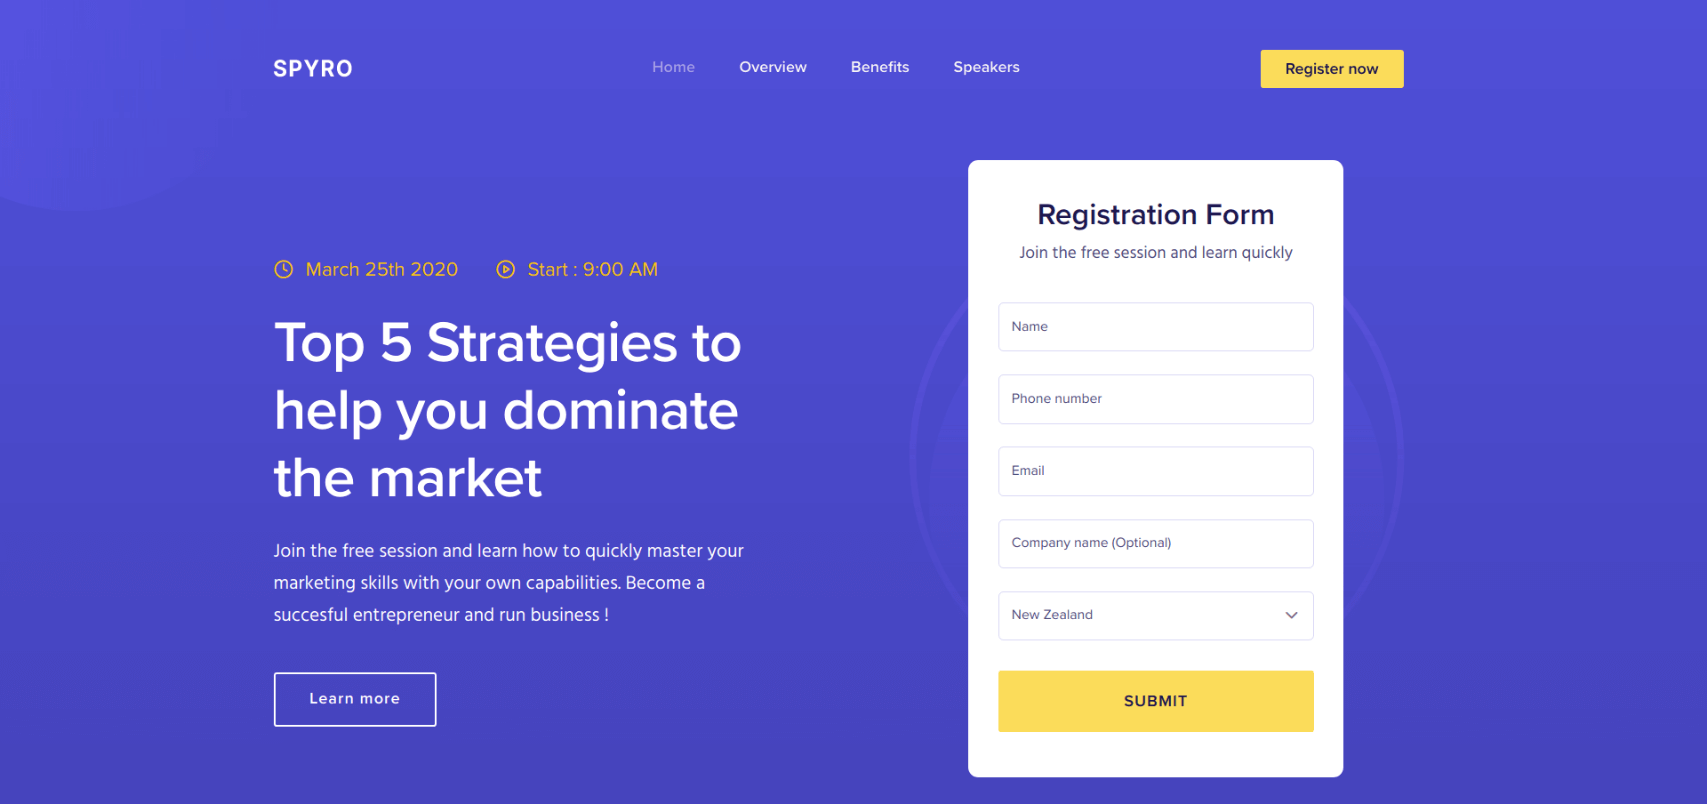 SPYRO
Home
Overview
Benefits
Speakers
Register now
March 25th 2020
Start : 9:00 AM
Top 5 Strategies to
help you dominate
the market
Join the free session and learn how to quickly master your
marketing skills with your own capabilities. Become a
succesful entrepreneur and run business !
Learn more
Registration Form
Join the free session and learn quickly
Name
Phone number
Email
Company name (Optional)
New Zealand
SUBMIT